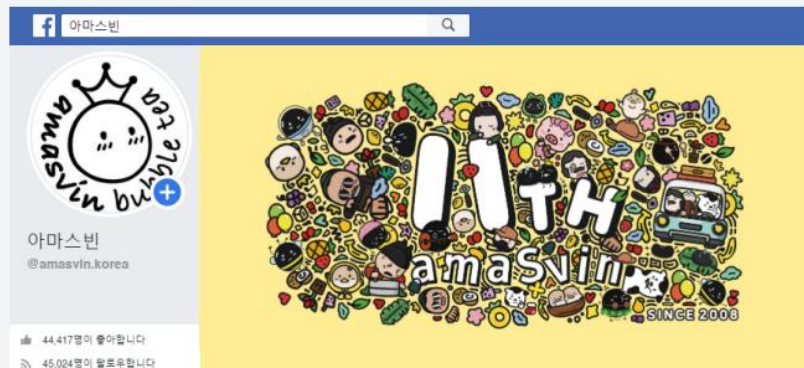 아마스빈
amasvin bubble tea
11TH
amasvin
SINCE 2008
아마스빈
@amasvin.korea
44,417명이 좋아합니다
45,024명이 팔로우합니다